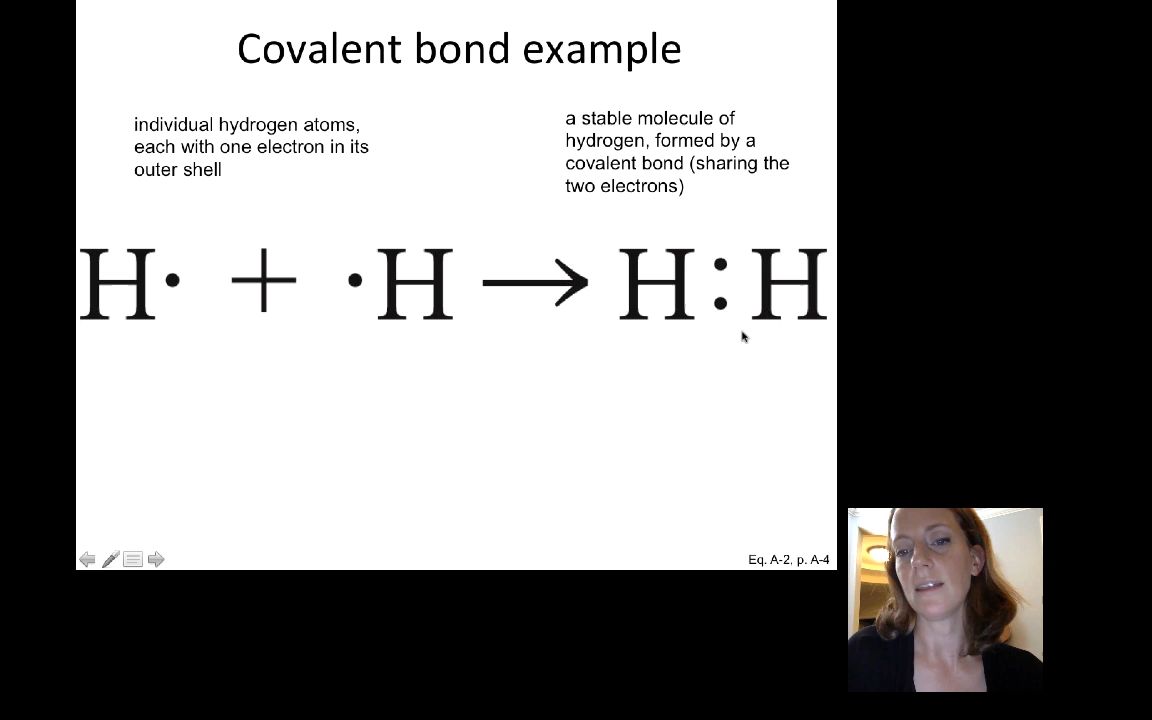 Covalent bond example
individual hydrogen atoms,
each with one electron in its
outer shell
a stable molecule of
hydrogen, formed by a
covalent bond (sharing the
two electrons)
H· + ·H → H:H
Eq. A-2, p. A-4